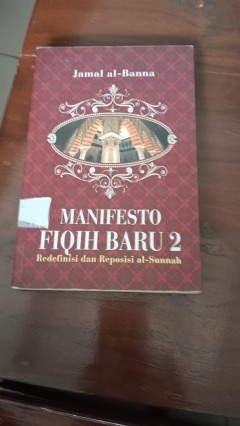 Jamal al-Banna
MANIFESTO
FIQIH BARU 2
Redefinisi dan Reposisi al-Sunnah